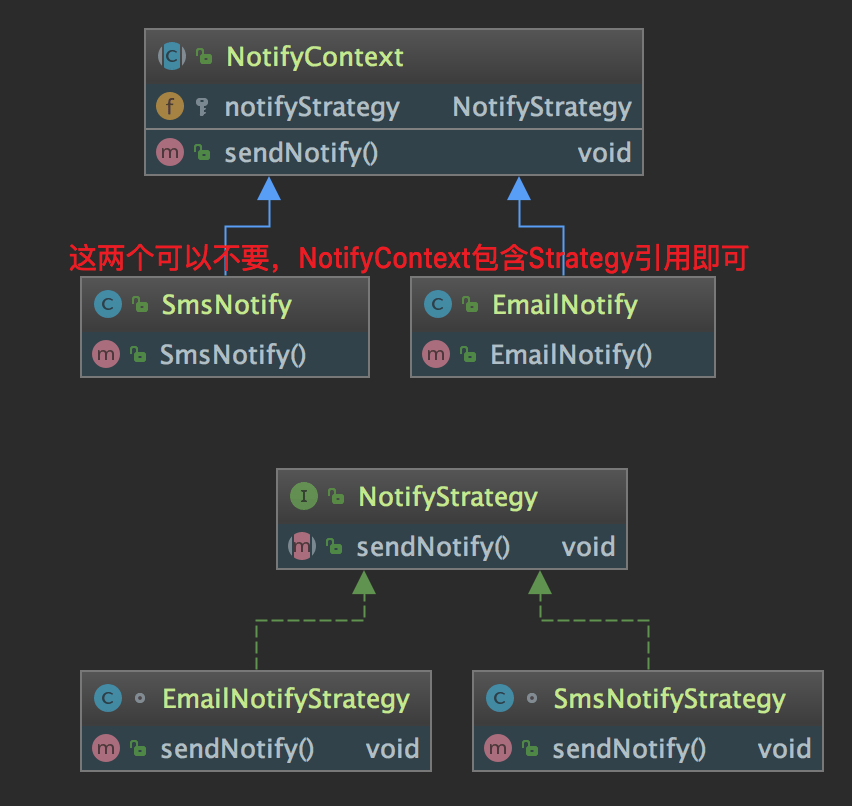 C NotifyContext
f notifyStrategy NotifyStrategy
m sendNotify() void
这两个可以不要，NotifyContext包含Strategy引用即可
C SmsNotify C EmailNotify
m SmsNotify() m EmailNotify()
I NotifyStrategy
m sendNotify() void
C EmailNotifyStrategy C SmsNotifyStrategy
m sendNotify() void m sendNotify() void